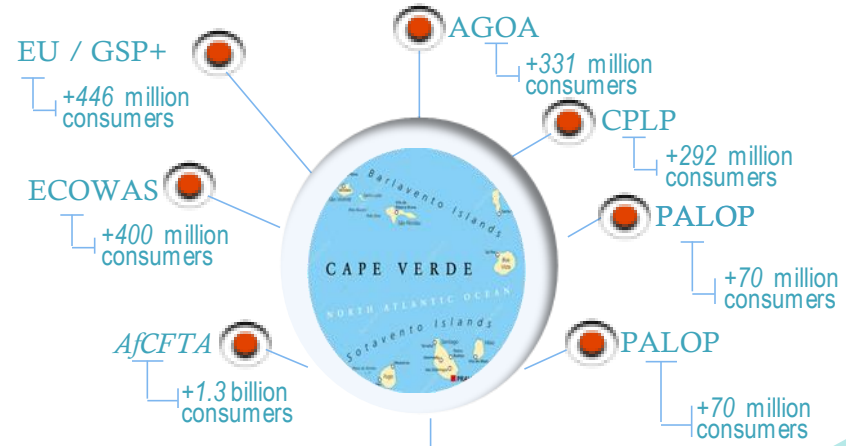 AGOA
+331 million
consumers
EU / GSP+
+446 million
consumers
CPLP
+292 million
consumers
ECOWAS
+400 million
consumers
PALOP
+70 million
consumers
Barlavento Islands
CAPE VERDE
NORTH ATLANTIC OCEAN
Sotavento Islands
Santiago
AfCFTA
+1.3 billion
consumers
PALOP
+70 million
consumers